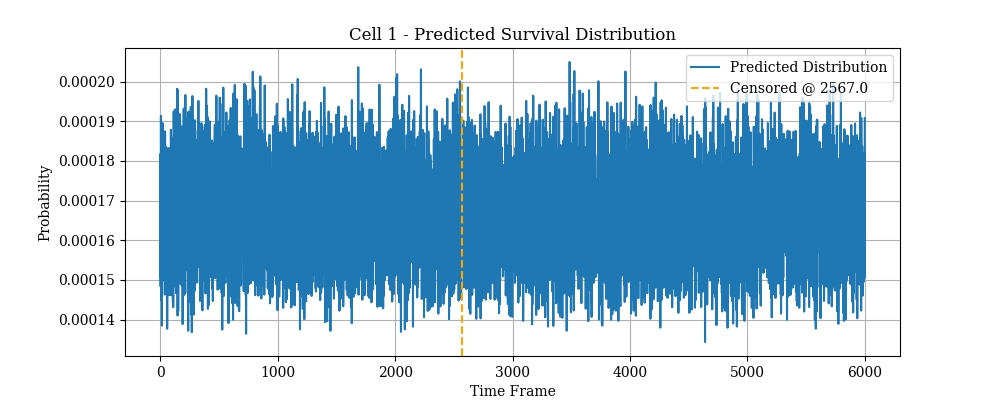 Cell 1 - Predicted Survival Distribution
Predicted Distribution
Censored @ 2567.0
Probability
0.00020
0.00019
0.00018
0.00017
0.00016
0.00015
0.00014
0 1000 2000 3000 4000 5000 6000
Time Frame